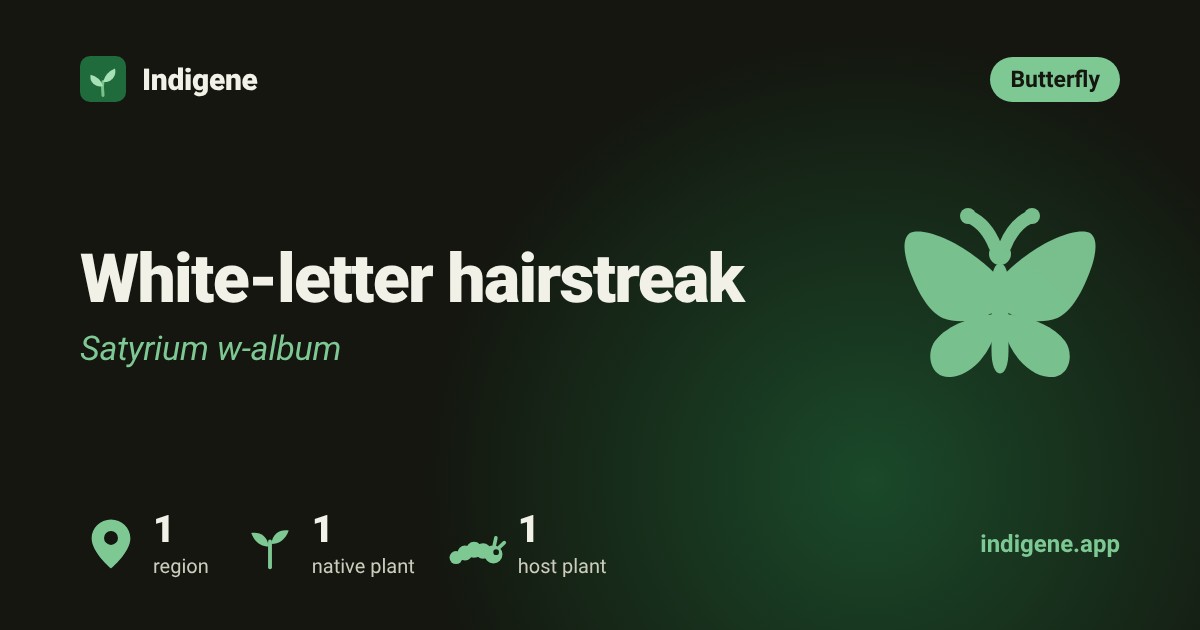 Indigene
Butterfly
White-letter hairstreak
Satyrium w-album
1
region
1
native plant
1
host plant
indigene.app